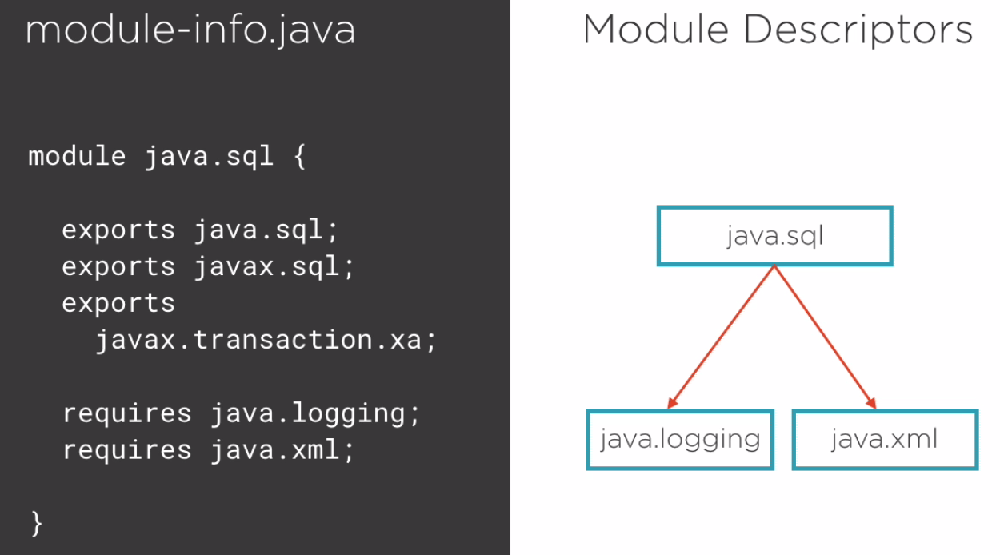 module-info.java
module java.sql {
exports java.sql;
exports javax.sql;
exports
javax.transaction.xa;
requires java.logging;
requires java.xml;
}
Module Descriptors
java.sql
java.logging
java.xml